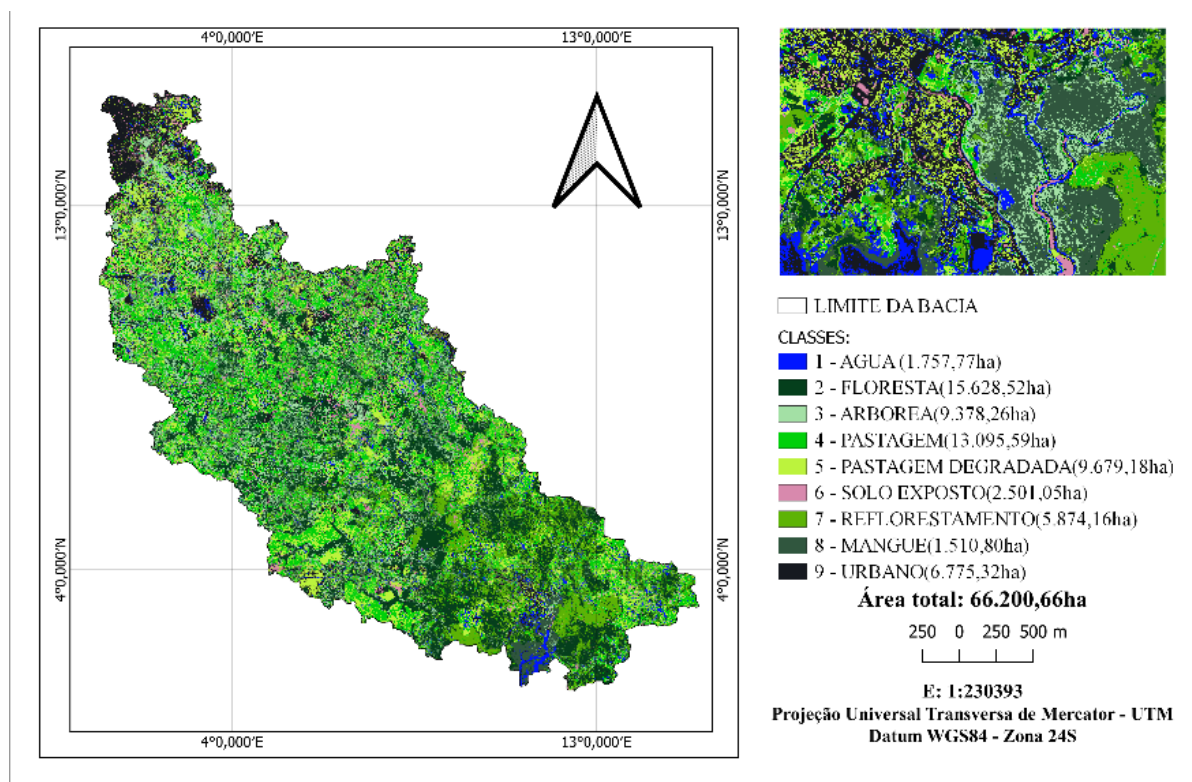 4°0,000'E 13°0,000'E
13°0,000'N 13°0,000'N
4°0,000'N 4°0,000'N
4°0,000'E 13°0,000'E
LIMITE DA BACIA
CLASSES:
1 - AGUA (1.757,77ha)
2 - FLORESTA(15.628,52ha)
3 - ARBOREA(9.378,26ha)
4 - PASTAGEM(13.095,59ha)
5 - PASTAGEM DEGRADADA(9.679,18ha)
6 - SOLO EXPOSTO(2.501,05ha)
7 - REFLORESTAMENTO(5.874,16ha)
8 - MANGUE(1.510,80ha)
9 - URBANO(6.775,32ha)
Área total: 66.200,66ha
250 0 250 500 m
E: 1:230393
Projeção Universal Transversa de Mercator - UTM
Datum WGS84 - Zona 24S